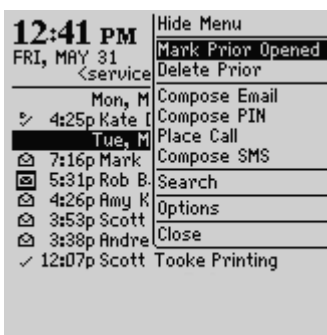 12:41 PM
FRI, MAY 31
<service
Mon, M
4:25p Kate
Tue, M
7:16p Mark
5:31p Rob B.
4:26p Amy K
3:53p Scott
3:38p Andre
12:07p Scott Tooke Printing
Hide Menu
Mark Prior Opened
Delete Prior
Compose Email
Compose PIN
Place Call
Compose SMS
Search
Options
Close